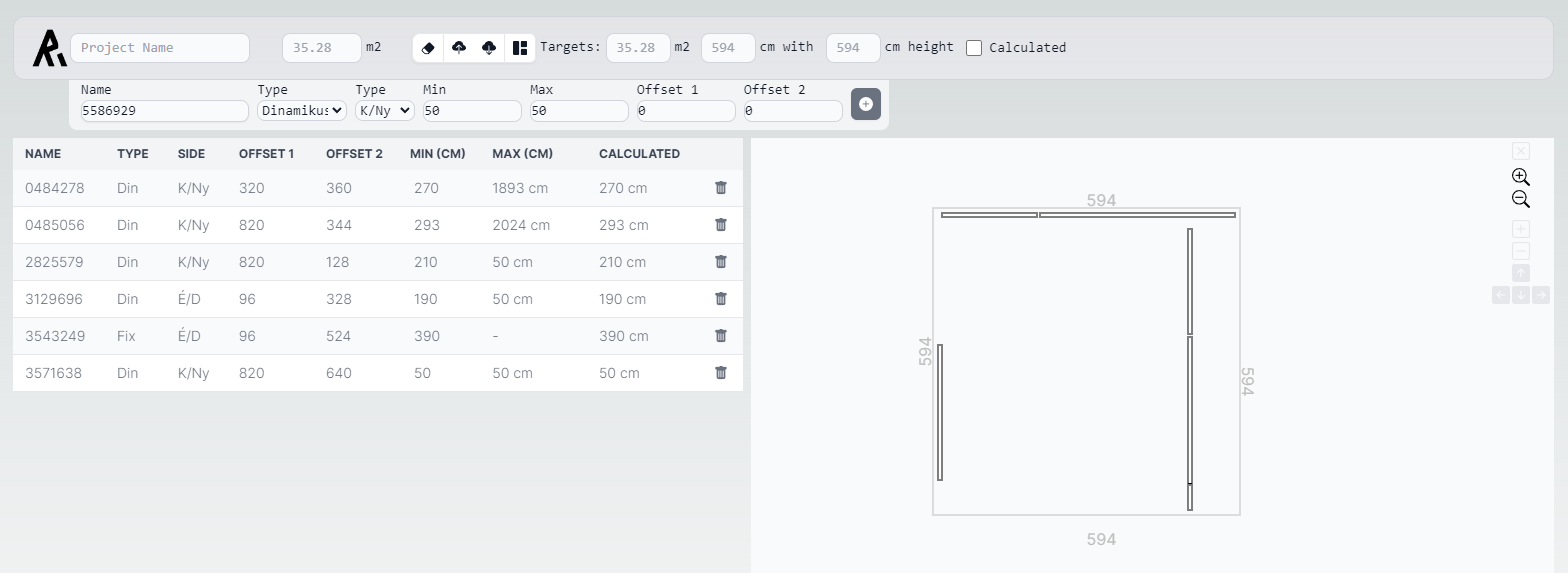 Project Name 35.28 m2 Targets: 35.28 m2 594 cm with 594 cm height Calculated
Name Type Type Min Max Offset 1 Offset 2
5586929 Dinamikus K/Ny 50 50 0 0
NAME TYPE SIDE OFFSET 1 OFFSET 2 MIN (CM) MAX (CM) CALCULATED
0484278 Din K/Ny 320 360 270 1893 cm 270 cm
0485056 Din K/Ny 820 344 293 2024 cm 293 cm
2825579 Din K/Ny 820 128 210 50 cm 210 cm
3129696 Din É/D 96 328 190 50 cm 190 cm
3543249 Fix É/D 96 524 390 - 390 cm
3571638 Din K/Ny 820 640 50 50 cm 50 cm
594
594
594
594